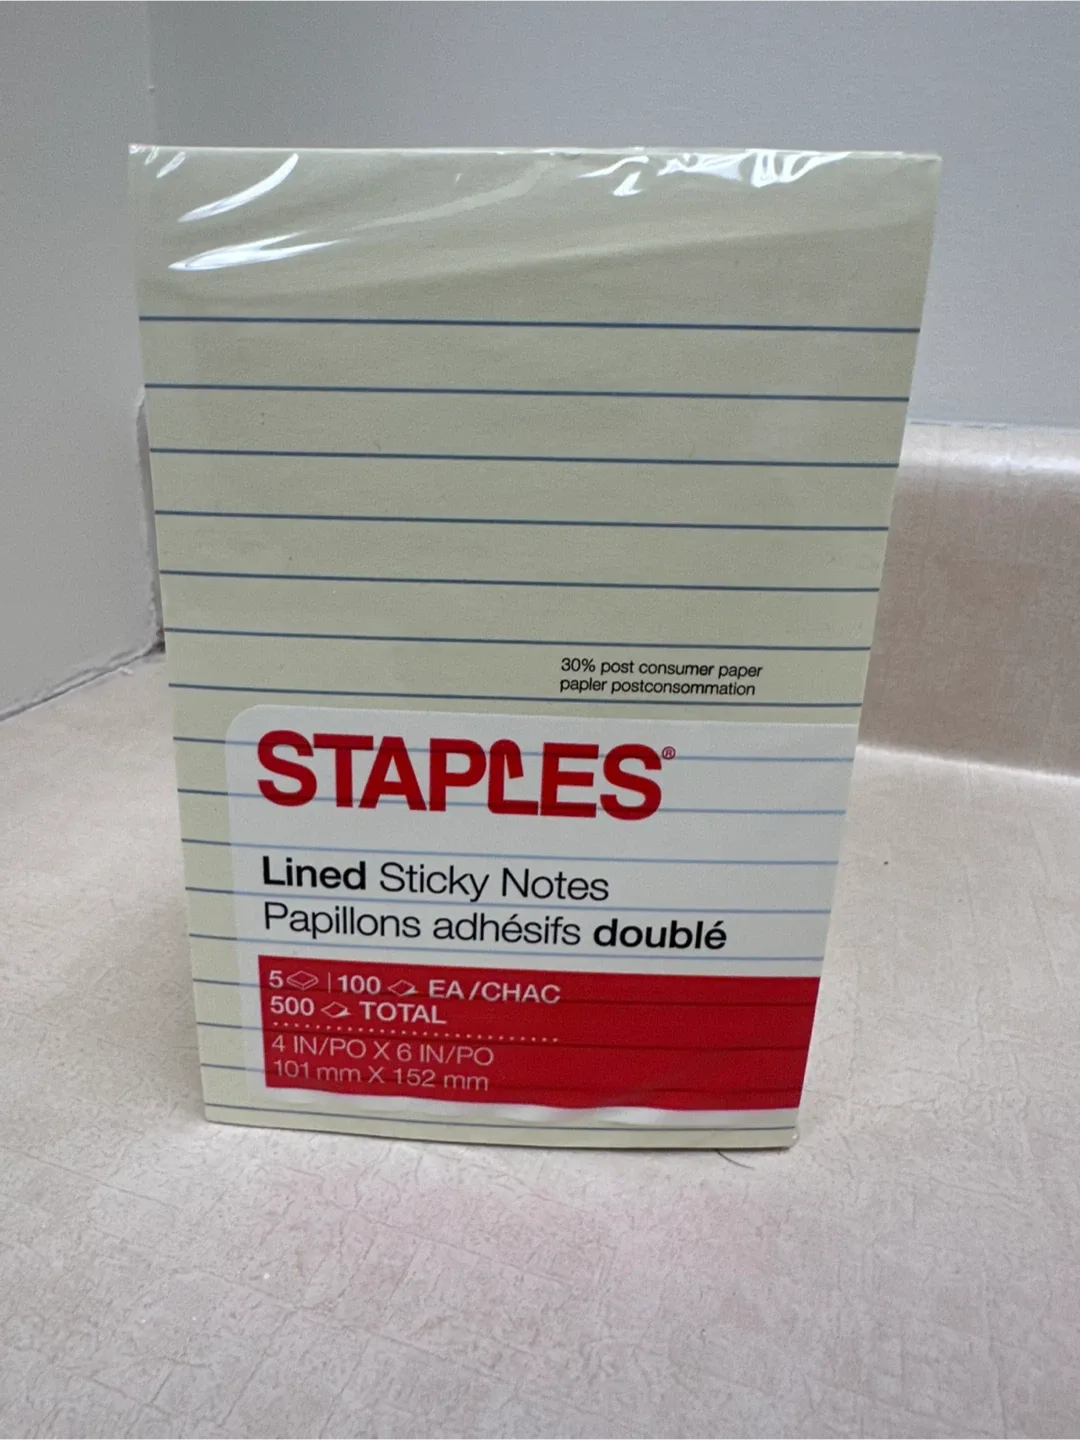 30% post consumer paper
papler postconsommation
STAPLES®
Lined Sticky Notes
Papillons adhésifs doublé
5 | 100 EA/CHAC
500 TOTAL
4 IN/PO X 6 IN/PO
101 mm X 152 mm